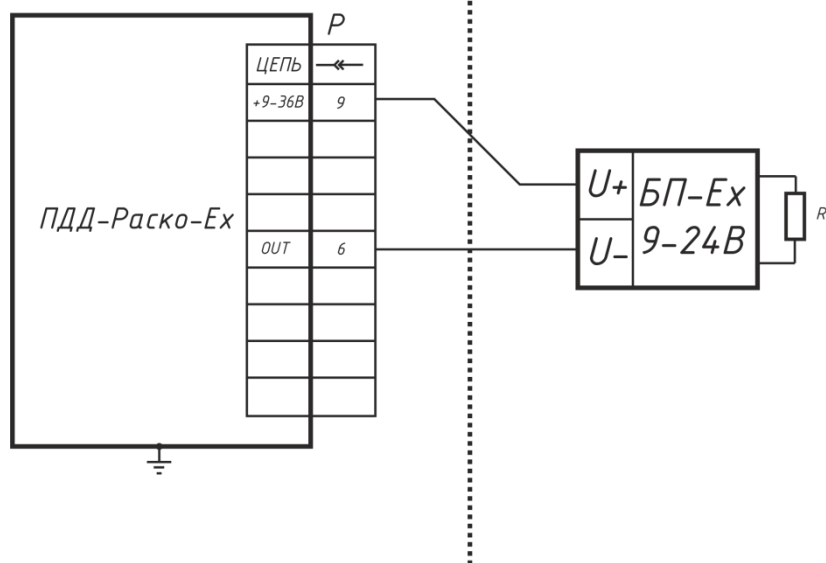 P
ЦЕПЬ
+9-36В 9
ПДД-Раско-Ex
OUT 6
U+
U-
БП-Ex
9-24В
R